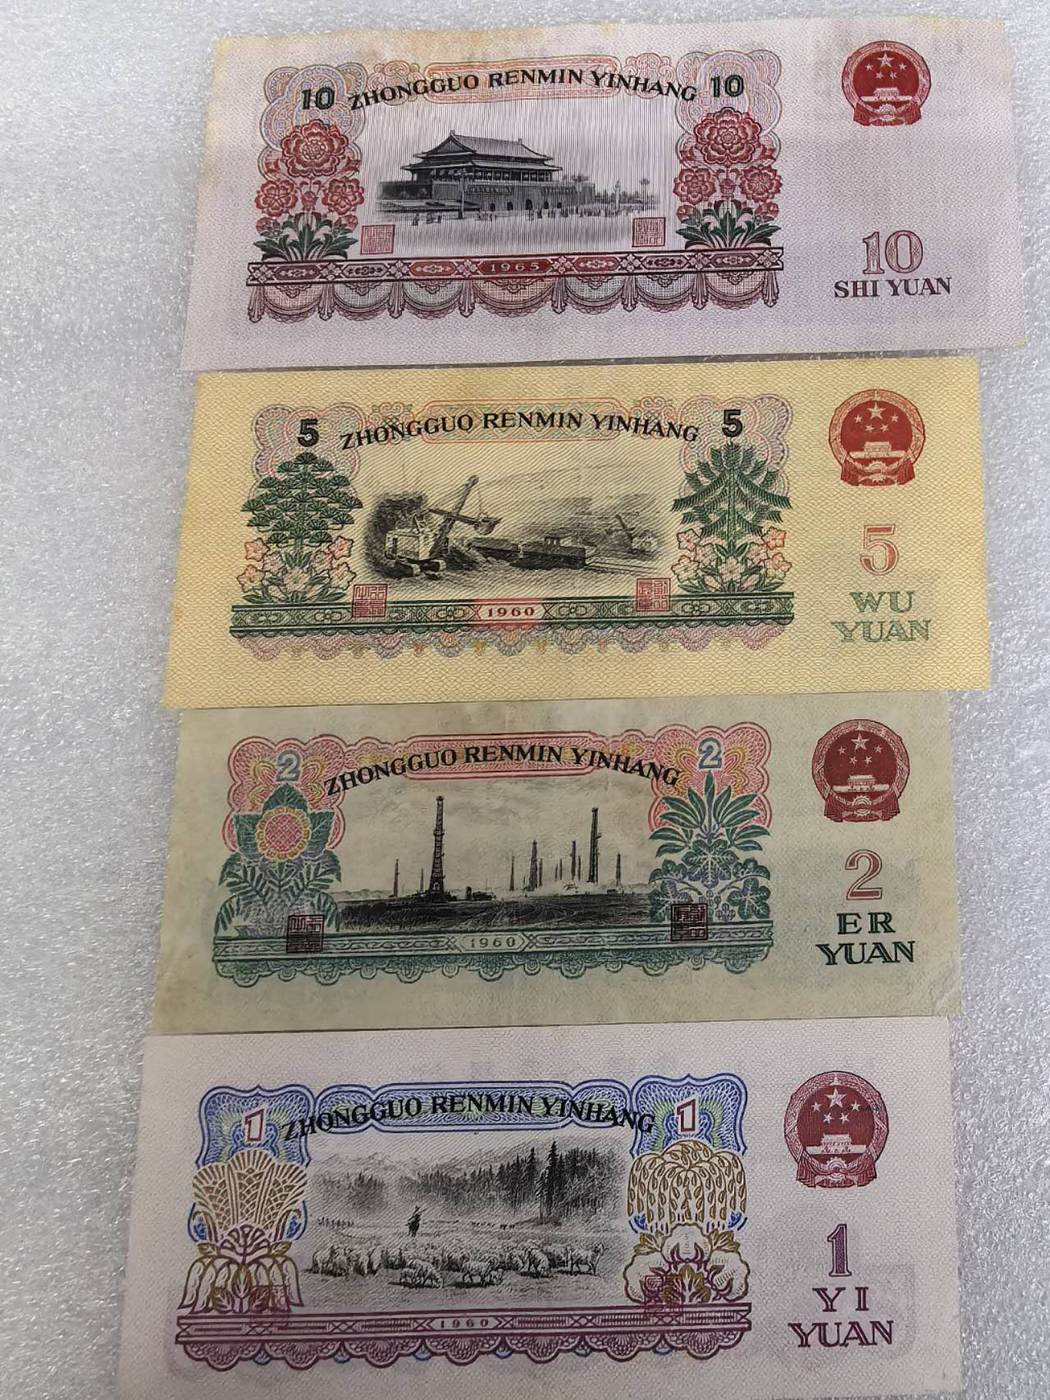 10 ZHONGGUO RENMIN YINHANG 10
1965
10
SHI YUAN
5 ZHONGGUO RENMIN YINHANG 5
1960
5
WU
YUAN
2 ZHONGGUO RENMIN YINHANG 2
1960
2
ER
YUAN
1 ZHONGGUO RENMIN YINHANG 1
1960
1
YI
YUAN